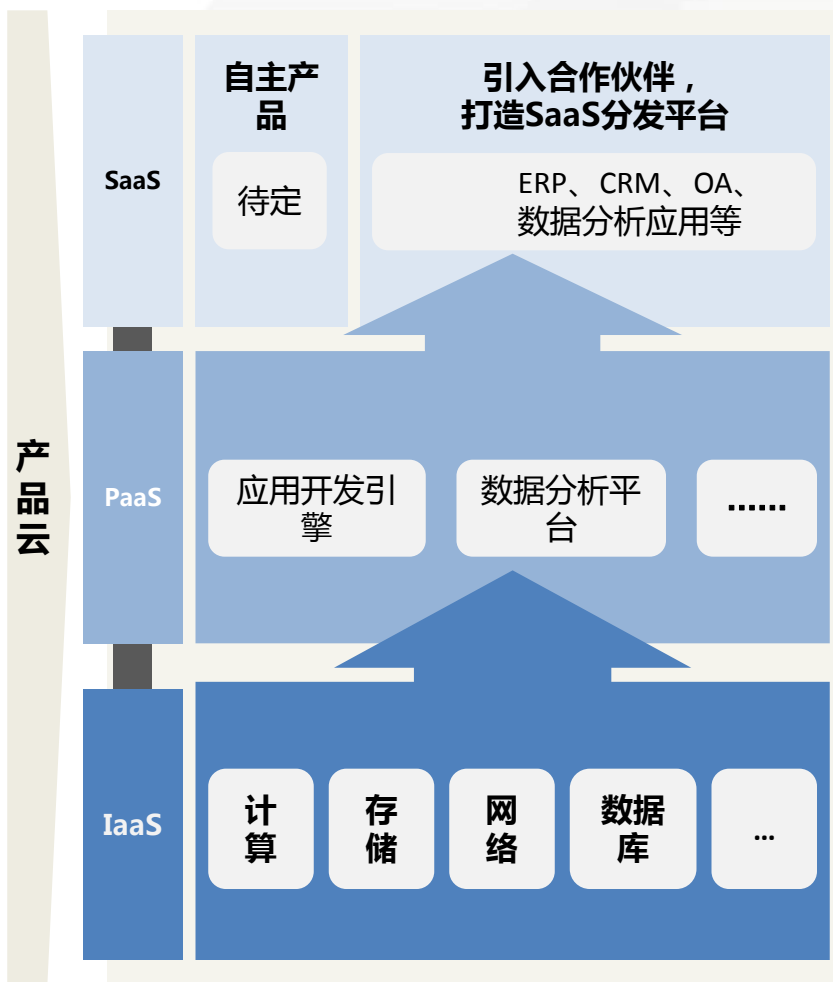 产
品
云
SaaS
自主产
品
待定
引入合作伙伴，
打造SaaS分发平台
ERP、CRM、OA、
数据分析应用等
PaaS
应用开发引
擎
数据分析平
台
……
IaaS
计
算
存
储
网
络
数据
库
...